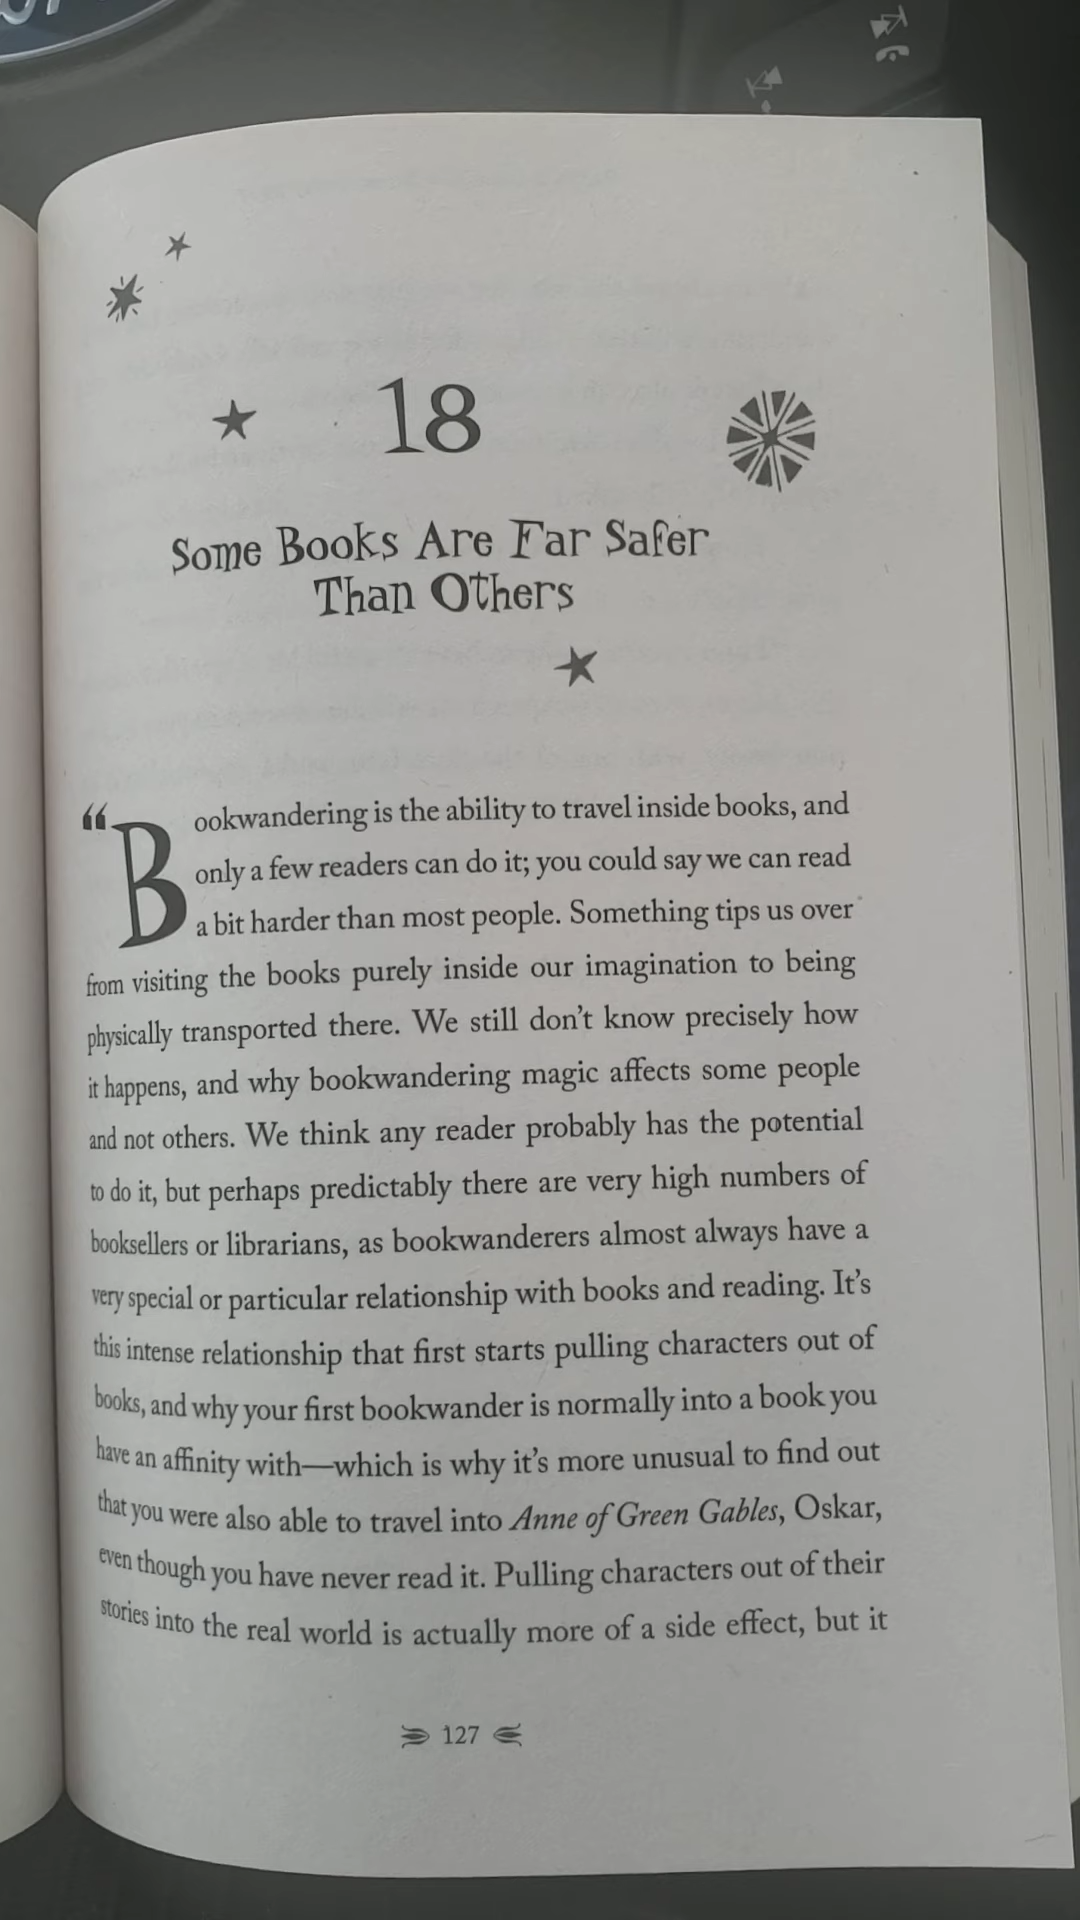 18
Some Books Are Far Safer
Than Others
“Bookwandering is the ability to travel inside books, and
only a few readers can do it; you could say we can read
a bit harder than most people. Something tips us over
from visiting the books purely inside our imagination to being
physically transported there. We still don’t know precisely how
it happens, and why bookwandering magic affects some people
and not others. We think any reader probably has the potential
to do it, but perhaps predictably there are very high numbers of
booksellers or librarians, as bookwanderers almost always have a
very special or particular relationship with books and reading. It’s
this intense relationship that first starts pulling characters out of
books, and why your first bookwander is normally into a book you
have an affinity with—which is why it’s more unusual to find out
that you were also able to travel into Anne of Green Gables, Oskar,
even though you have never read it. Pulling characters out of their
stories into the real world is actually more of a side effect, but it
127